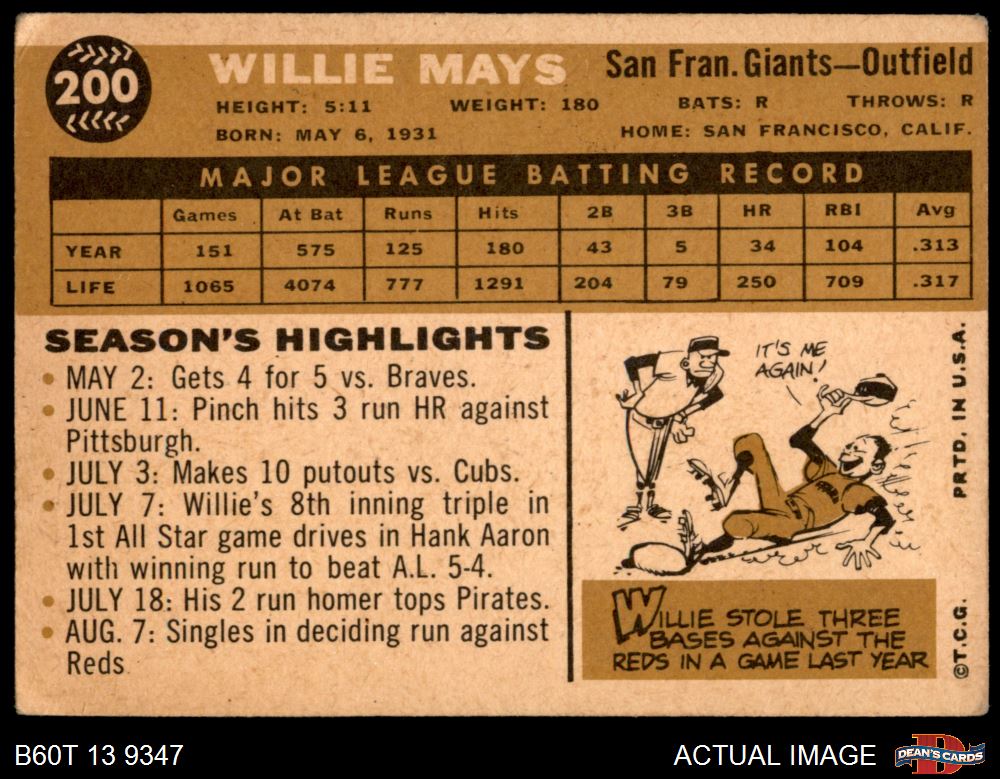 200
WILLIE MAYS
San Fran. Giants—Outfield
HEIGHT: 5:11 WEIGHT: 180 BATS: R THROWS: R
BORN: MAY 6, 1931 HOME: SAN FRANCISCO, CALIF.
MAJOR LEAGUE BATTING RECORD
Games At Bat Runs Hits 2B 3B HR RBI Avg
YEAR 151 575 125 180 43 5 34 104 .313
LIFE 1065 4074 777 1291 204 79 250 709 .317
SEASON'S HIGHLIGHTS
• MAY 2: Gets 4 for 5 vs. Braves.
• JUNE 11: Pinch hits 3 run HR against
Pittsburgh.
• JULY 3: Makes 10 putouts vs. Cubs.
• JULY 7: Willie's 8th inning triple in
1st All Star game drives in Hank Aaron
with winning run to beat A.L. 5-4.
• JULY 18: His 2 run homer tops Pirates.
• AUG. 7: Singles in deciding run against
Reds
IT'S ME
AGAIN!
WILLIE STOLE THREE
BASES AGAINST THE
REDS IN A GAME LAST YEAR
©T.C.G. PRTD. IN U.S.A.
B60T 13 9347
ACTUAL IMAGE
D
DEAN'S CARDS